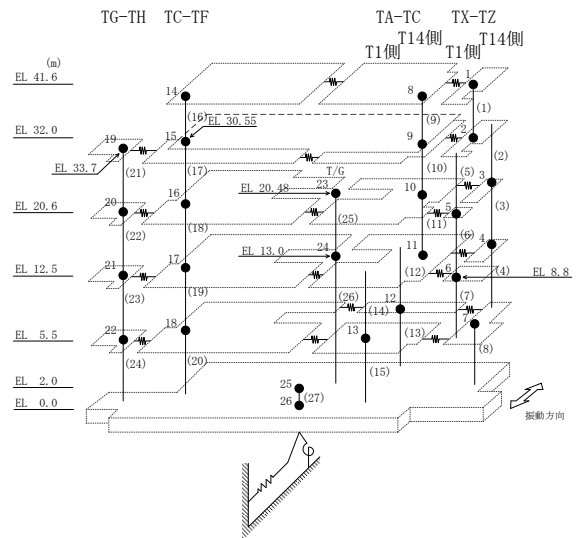 TG-TH TC-TF TA-TC TX-TZ
T14側 T14側
T1側 T1側
(m)
EL 41.6
14 8 1
(16) (9) (1)
EL 30.55
EL 32.0
19 15 9 2
EL 33.7
(21) (17) (10) (2)
T/G
EL 20.48 23 10 (5) 3
EL 20.6
20 16 (25) (11) 5 (3)
(22) (18) (6)
24 11 4
EL 13.0
EL 12.5
21 17 (12) 6 (4) EL 8.8
(23) (19) (26) (14) 12 (7)
EL 5.5
22 18 13 (13) 7
(24) (20) (15) (8)
EL 2.0
25
EL 0.0
26 (27)
振動方向